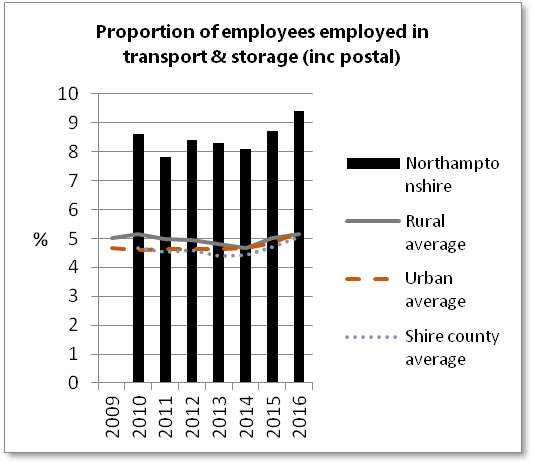 Proportion of employees employed in
transport & storage (inc postal)
10
9
8
7
6
5
4
3
2
1
0
%
2009
2010
2011
2012
2013
2014
2015
2016
Northampto
nshire
Rural
average
Urban
average
Shire county
average